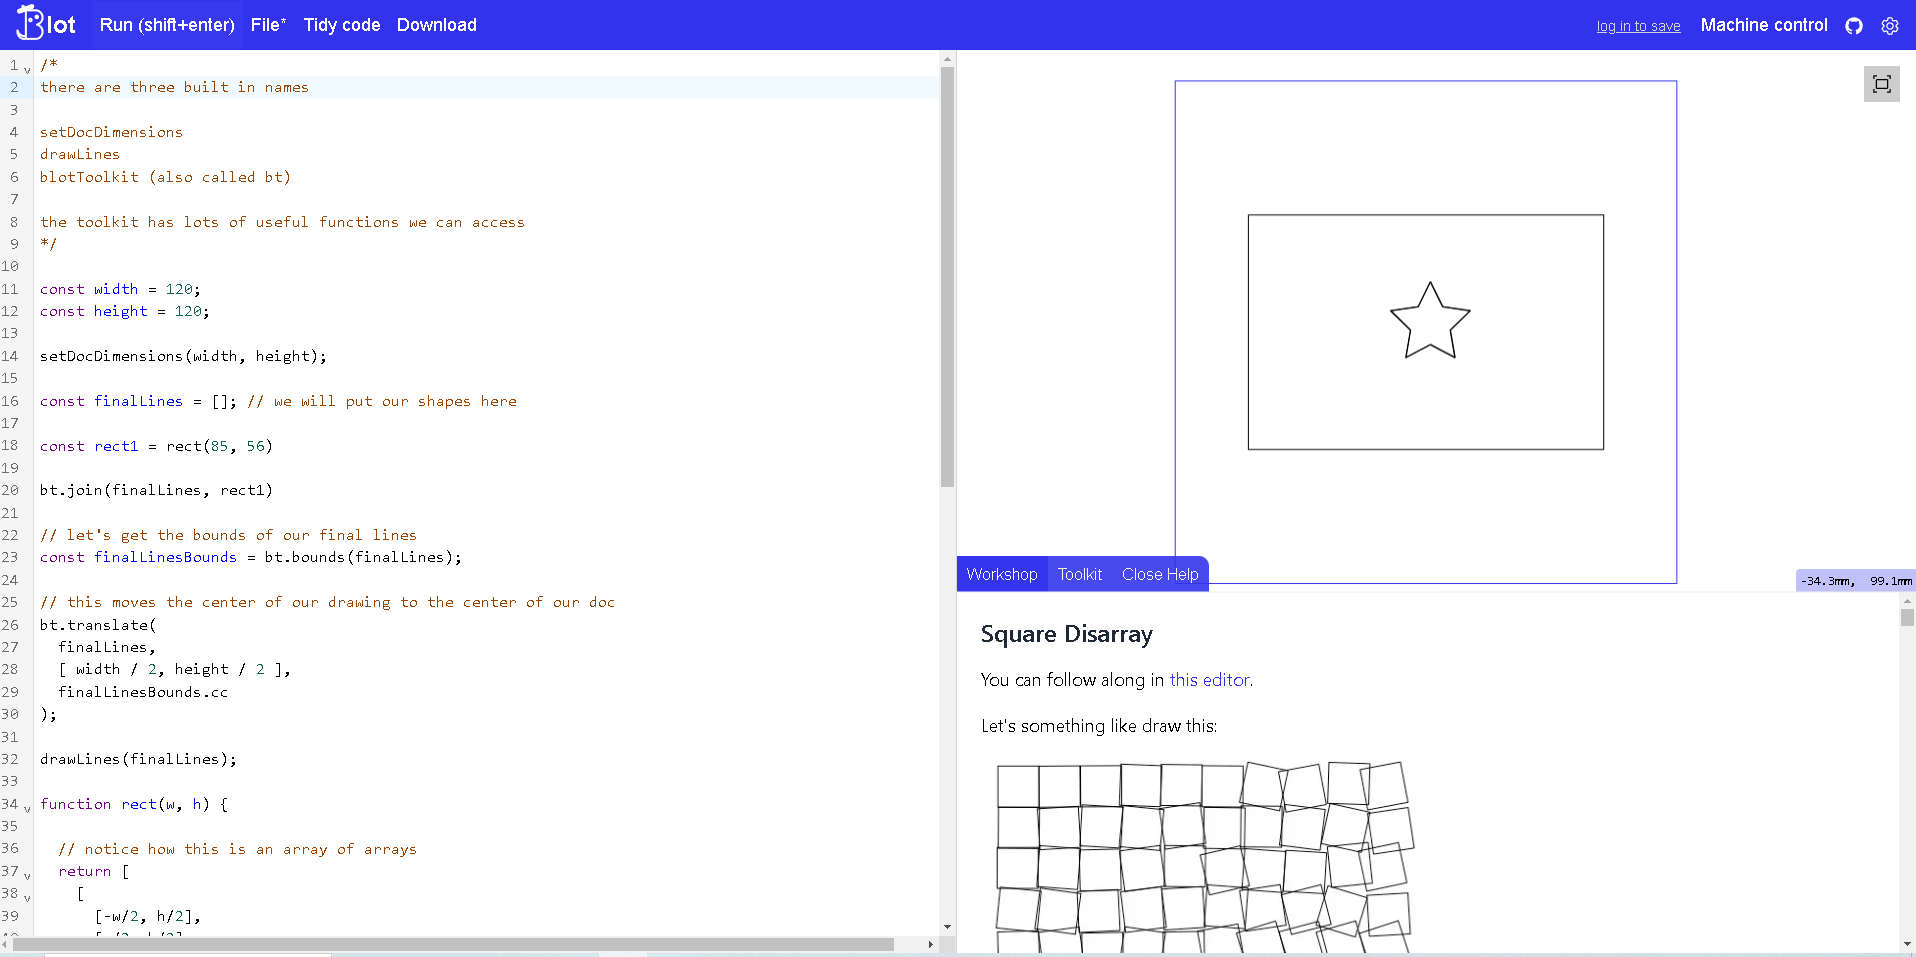 Blot Run (shift+enter) File* Tidy code Download log in to save Machine control
1 /*
2 there are three built in names
3
4 setDocDimensions
5 drawLines
6 blotToolkit (also called bt)
7
8 the toolkit has lots of useful functions we can access
9 */
10
11 const width = 120;
12 const height = 120;
13
14 setDocDimensions(width, height);
15
16 const finalLines = []; // we will put our shapes here
17
18 const rect1 = rect(85, 56)
19
20 bt.join(finalLines, rect1)
21
22 // let's get the bounds of our final lines
23 const finalLinesBounds = bt.bounds(finalLines);
24
25 // this moves the center of our drawing to the center of our doc
26 bt.translate(
27 finalLines,
28 [ width / 2, height / 2 ],
29 finalLinesBounds.cc
30 );
31
32 drawLines(finalLines);
33
34 function rect(w, h) {
35
36 // notice how this is an array of arrays
37 return [
38 [
39 [-w/2, h/2],
Workshop Toolkit Close Help
-34.3mm, 99.1mm
Square Disarray
You can follow along in this editor.
Let's something like draw this: